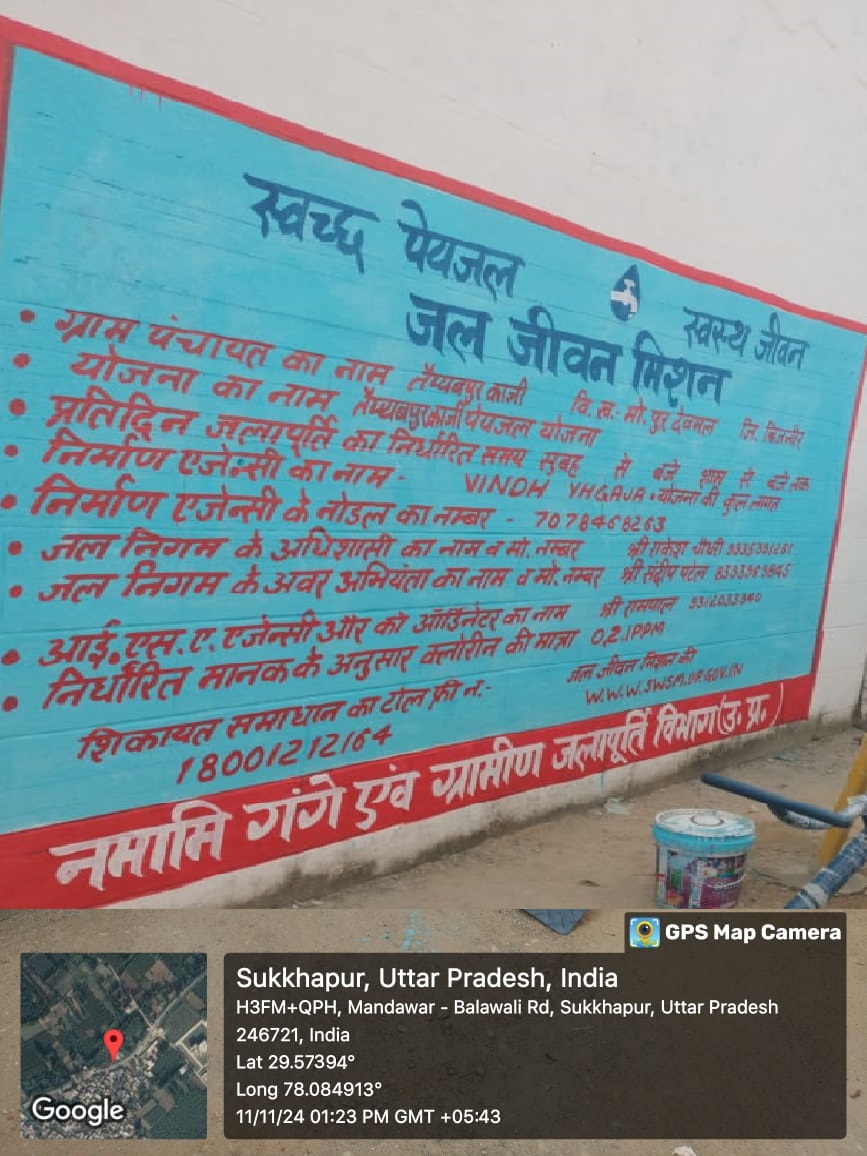 स्वच्छ पेयजल स्वस्थ जीवन
जल जीवन मिशन
• ग्राम पंचायत का नाम तैय्यबपुर काजी वि. ख. मो. पुर देवमल जि. बिजनौर
• योजना का नाम तैय्यबपुर काजी पेयजल योजना
• प्रतिदिन जलापूर्ति का निर्धारित समय सुबह से बजे शाम से बजे तक
• निर्माण एजेन्सी का नाम - VINDH योजना की कुल लागत
• निर्माण एजेन्सी के नोडल का नम्बर - 7078468263
• जल निगम के अधिशासी का नाम व मो. नम्बर श्री राकेश चौधरी
• जल निगम के अवर अभियंता का नाम व मो. नम्बर श्री संदीप पटेल
• आई. एस. ए. एजेन्सी और को ऑर्डिनेटर का नाम श्री रामपाल
• निर्धारित मानक के अनुसार क्लोरीन की मात्रा 0,2.1PPM
शिकायत समाधान का टोल फ्री नं.- जल जीवन मिशन की
18001212164 W.W.W.SWSM.UP.GOV.IN
नमामि गंगे एंव ग्रामीण जलापूर्ति विभाग (उ. प्र.)
GPS Map Camera
Sukkhapur, Uttar Pradesh, India
H3FM+QPH, Mandawar - Balawali Rd, Sukkhapur, Uttar Pradesh
246721, India
Lat 29.57394°
Long 78.084913°
11/11/24 01:23 PM GMT +05:43
Google